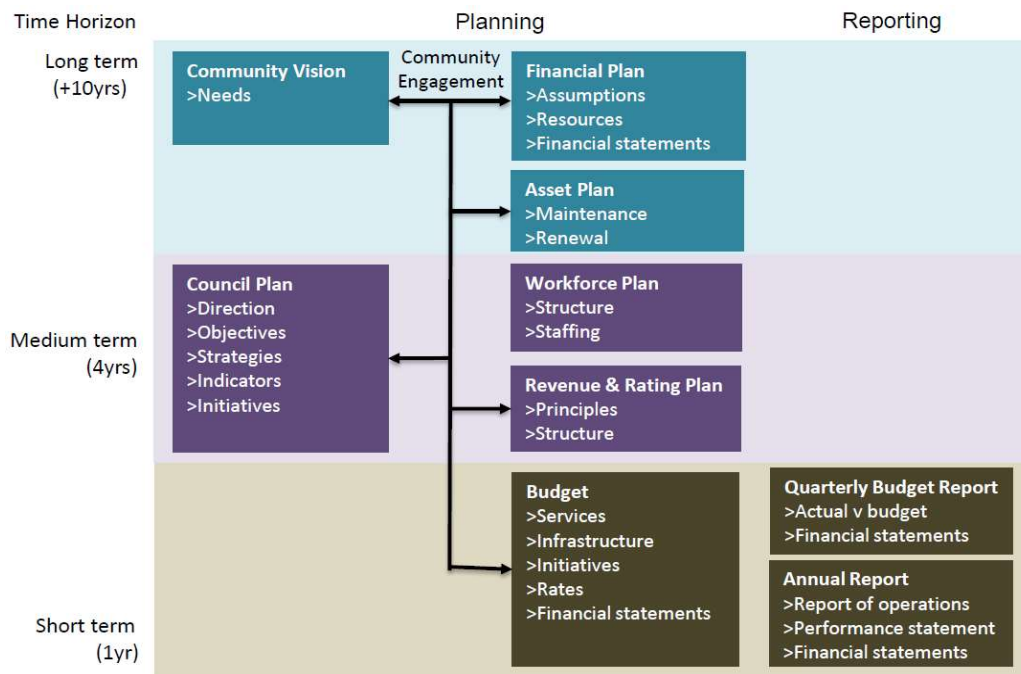 Time Horizon
Planning
Reporting
Long term
(+10yrs)
Community Vision
>Needs
Community
Engagement
Financial Plan
>Assumptions
>Resources
>Financial statements
Asset Plan
>Maintenance
>Renewal
Medium term
(4yrs)
Council Plan
>Direction
>Objectives
>Strategies
>Indicators
>Initiatives
Workforce Plan
>Structure
>Staffing
Revenue & Rating Plan
>Principles
>Structure
Short term
(1yr)
Budget
>Services
>Infrastructure
>Initiatives
>Rates
>Financial statements
Quarterly Budget Report
>Actual v budget
>Financial statements
Annual Report
>Report of operations
>Performance statement
>Financial statements